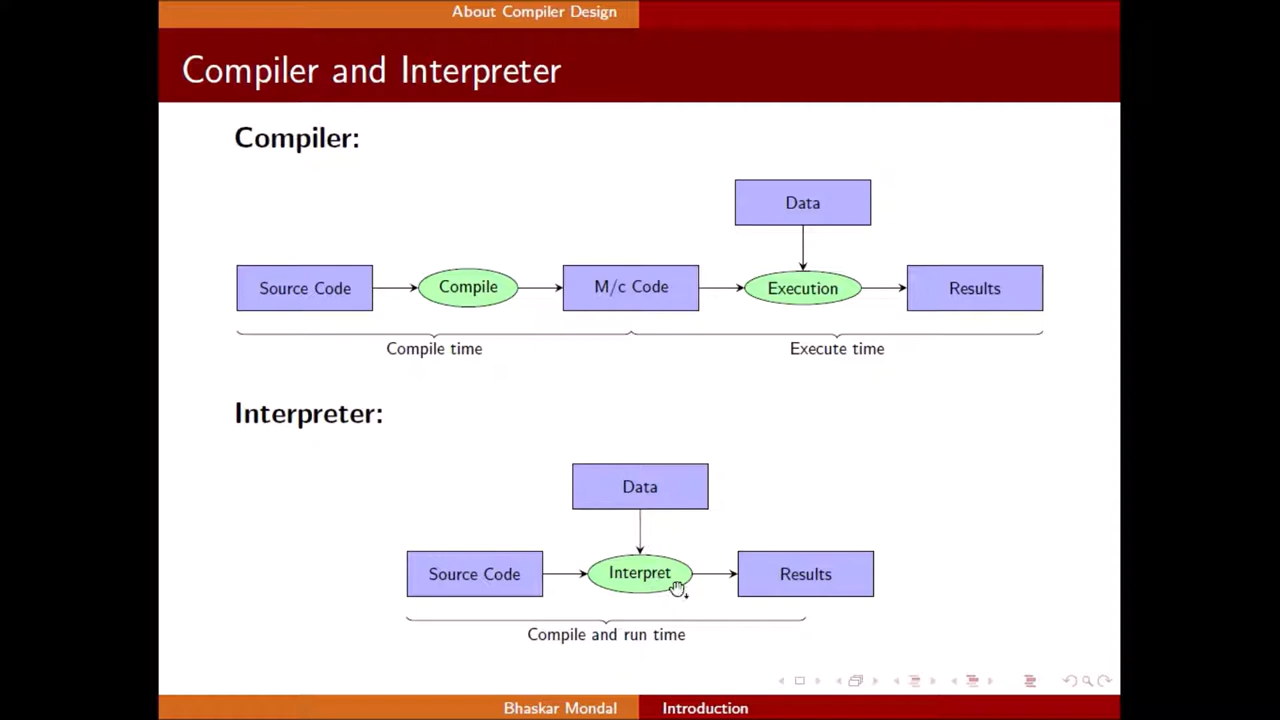 About Compiler Design
Compiler and Interpreter
Compiler:
Data
Source Code
Compile
M/c Code
Execution
Results
Compile time
Execute time
Interpreter:
Data
Source Code
Interpret
Results
Compile and run time
Bhaskar Mondal
Introduction